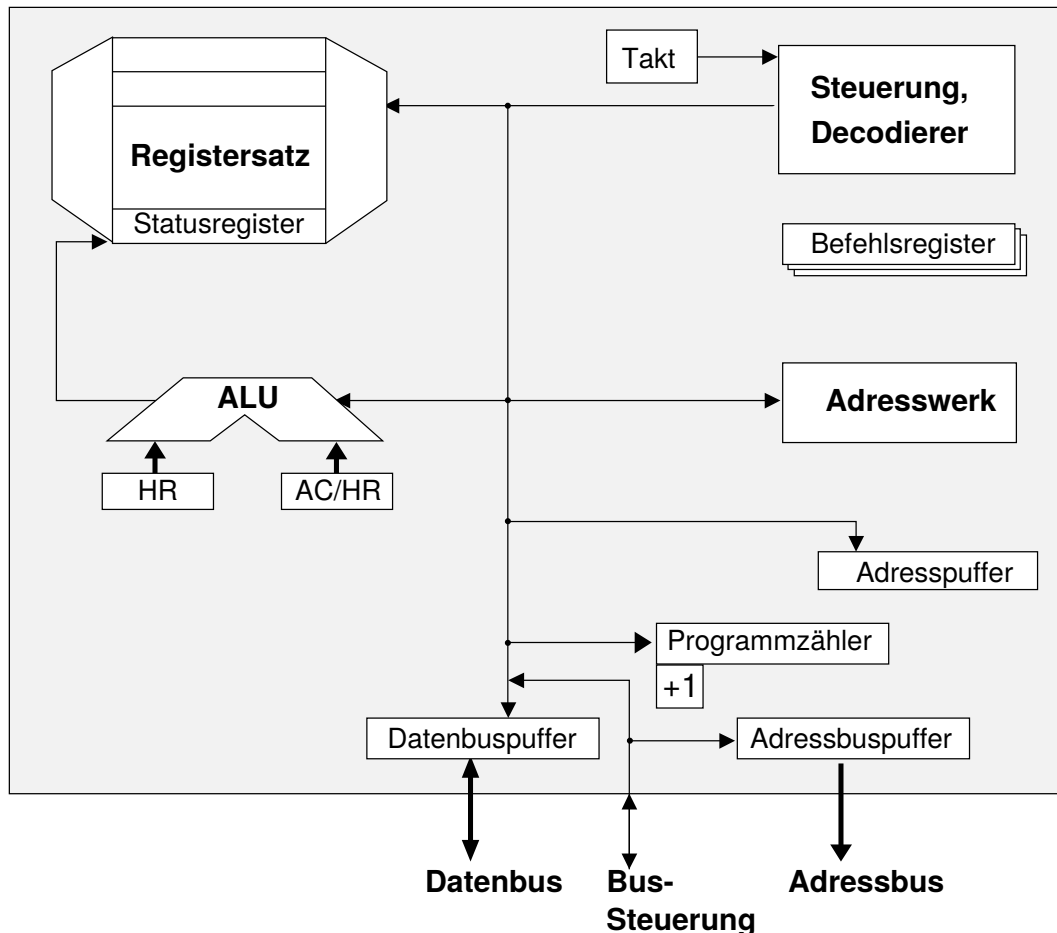 Takt
Steuerung,
Decodierer
Registersatz
Statusregister
Befehlsregister
ALU
Adresswerk
HR
AC/HR
Adresspuffer
Programmzähler
+1
Datenbuspuffer
Adressbuspuffer
Datenbus
Bus-
Steuerung
Adressbus